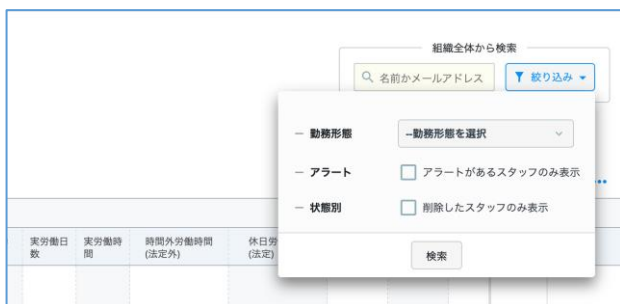 組織全体から検索
名前かメールアドレス
絞り込み
勤務形態
--勤務形態を選択
アラート
アラートがあるスタッフのみ表示
状態別
削除したスタッフのみ表示
検索
実労働日
数
実労働時
間
時間外労働時間
(法定外)
休日労
(法定)